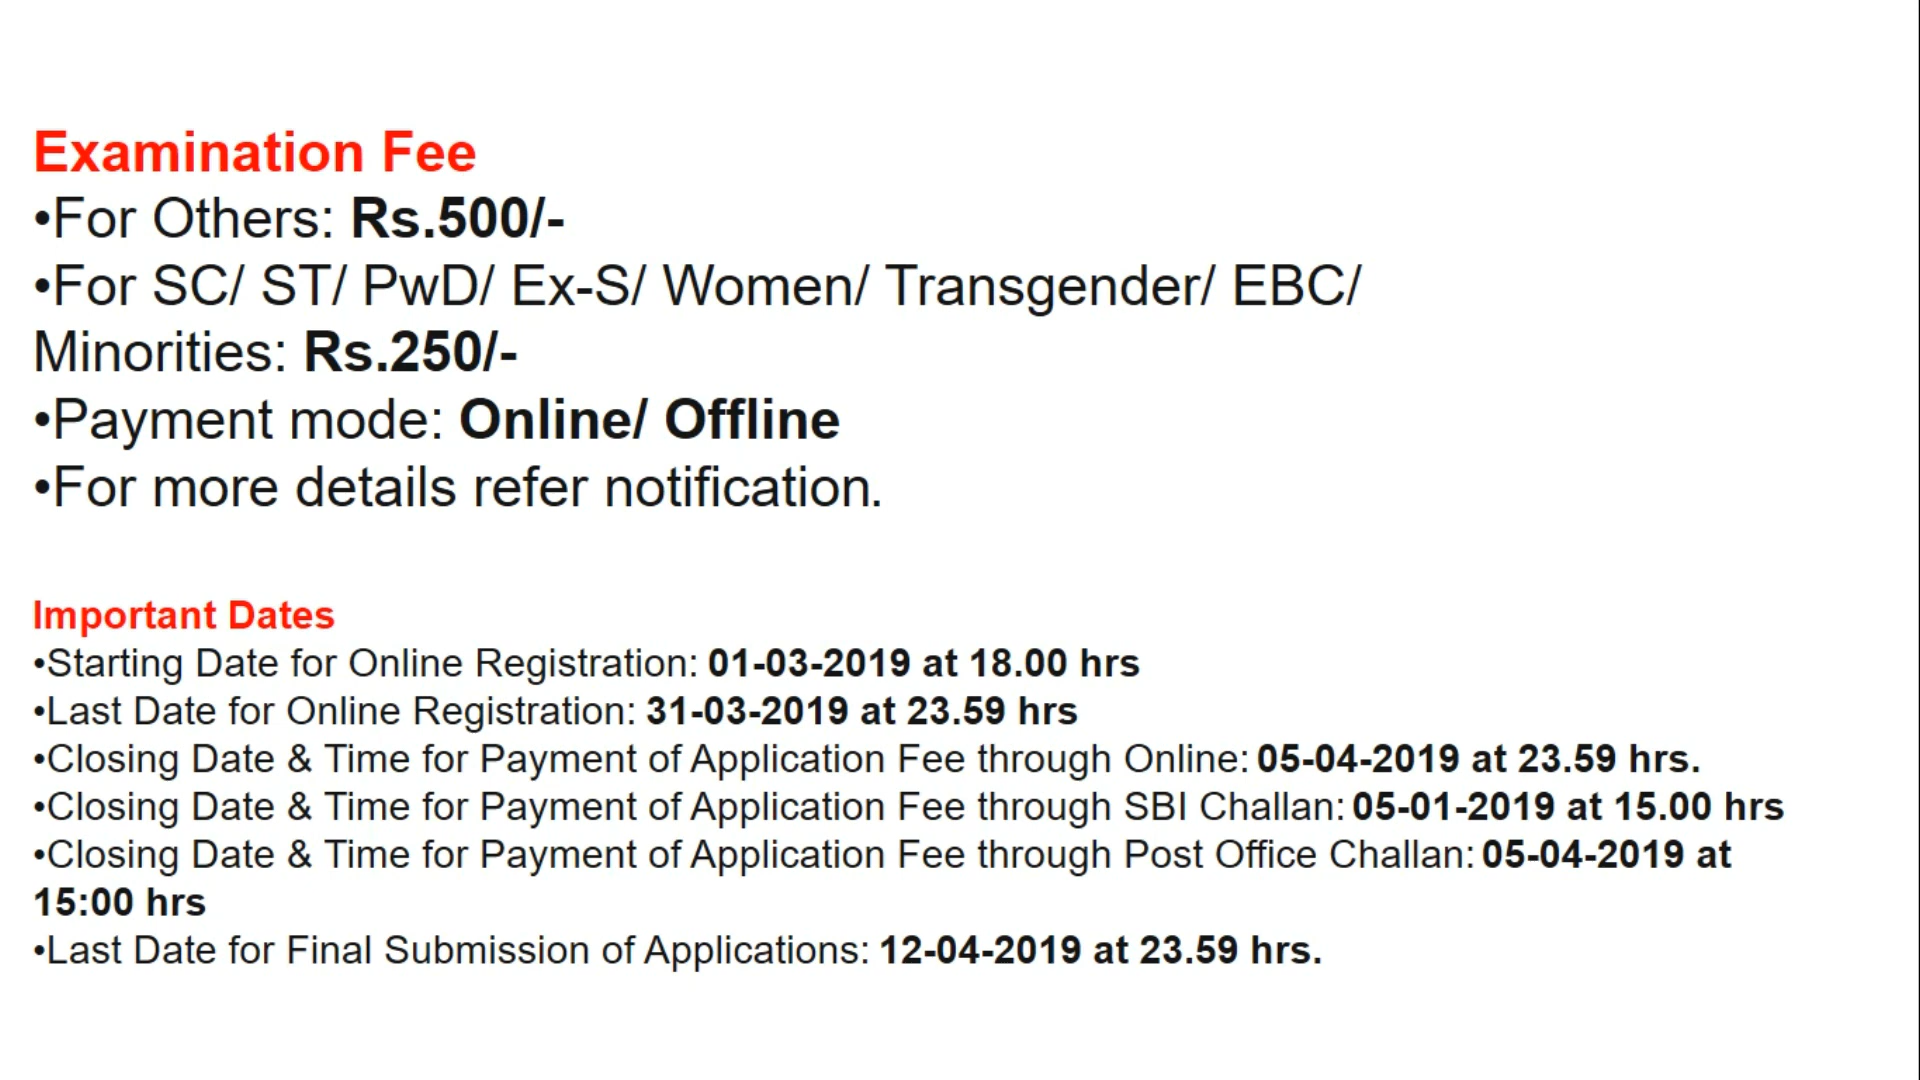 Examination Fee
•For Others: Rs.500/-
•For SC/ ST/ PwD/ Ex-S/ Women/ Transgender/ EBC/
Minorities: Rs.250/-
•Payment mode: Online/ Offline
•For more details refer notification.
Important Dates
•Starting Date for Online Registration: 01-03-2019 at 18.00 hrs
•Last Date for Online Registration: 31-03-2019 at 23.59 hrs
•Closing Date & Time for Payment of Application Fee through Online: 05-04-2019 at 23.59 hrs.
•Closing Date & Time for Payment of Application Fee through SBI Challan: 05-01-2019 at 15.00 hrs
•Closing Date & Time for Payment of Application Fee through Post Office Challan: 05-04-2019 at
15:00 hrs
•Last Date for Final Submission of Applications: 12-04-2019 at 23.59 hrs.